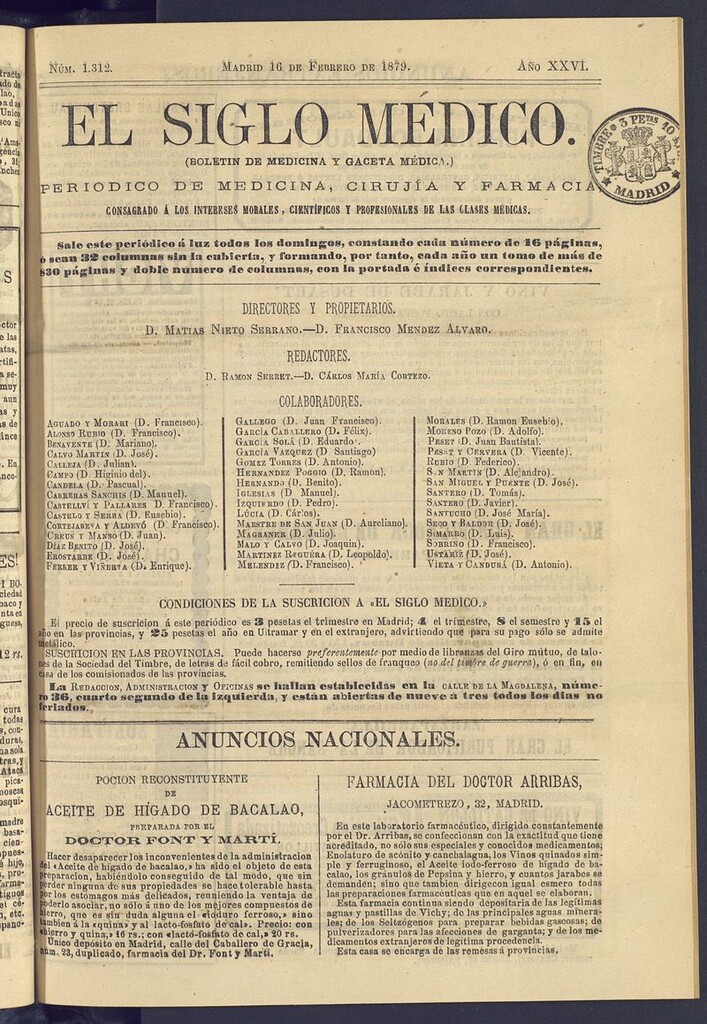 Núm. 1.312. Madrid 16 de Febrero de 1879. Año XXVI.
EL SIGLO MÉDICO.
(BOLETIN DE MEDICINA Y GACETA MÉDICA.)
PERIODICO DE MEDICINA, CIRUJÍA Y FARMACIA
CONSAGRADO Á LOS INTERESES MORALES, CIENTÍFICOS Y PROFESIONALES DE LAS CLASES MÉDICAS.
TIMBRE 3 PETAS 10
MADRID
Sale este periódico á luz todos los domingos, constando cada número de 16 páginas,
ó sean 32 columnas sin la cubierta, y formando, por tanto, cada año un tomo de más de
830 páginas y doble numero de columnas, con la portada é índices correspondientes.
DIRECTORES Y PROPIETARIOS.
D. Matias Nieto Serrano.—D. Francisco Mendez Alvaro.
REDACTORES.
D. Ramon Serret.—D. Cárlos María Cortezo.
COLABORADORES.
Aguado y Morari (D. Francisco).
Alonso Rubio (D. Francisco).
Benavente (D. Mariano).
Calvo Martin (D. José).
Calleja (D. Julian).
Campo (D. Higinio del).
Candela (D. Pascual).
Carreras Sanchis (D. Manuel).
Castellví y Pallares D. Francisco)
Castelo y Serra (D. Eusebio).
Cortejarena y Aldevó (D. Francisco)
Creus y Manso (D. Juan).
Diaz Benito (D. José).
Erostarbe (D. José).
Ferrer y Viñerta (D. Enrique).
Gallego (D. Juan Francisco).
García Caballero (D. Félix).
García Solá (D. Eduardo).
García Vazquez (D. Santiago)
Gomez Torres (D. Antonio).
Hernandez Poggio (D. Ramon).
Hernando (D. Benito).
Iglesias (D. Manuel).
Izquierdo (D. Pedro).
Lúcia (D. Cárlos).
Maestre de San Juan (D. Aureliano).
Magraner (D. Julio).
Malo y Calvo (D. Joaquin).
Martinez Reguéra (D. Leopoldo).
Melendez (D. Francisco).
Morales (D. Ramon Eusebio).
Moreno Pozo (D. Adolfo).
Peset (D. Juan Bautista).
Peset y Cervera (D. Vicente).
Rubio (D. Federico).
San Martin (D. Alejandro).
San Miguel y Puente (D. José).
Santero (D. Tomás).
Santero (D. Javier).
Santucho (D. José María).
Seco y Baldor (D. José).
Simarro (D. Luis).
Sobrino (D. Francisco).
Ustariz (D. José).
Vieta y Candurá (D. Antonio).
CONDICIONES DE LA SUSCRICION A «EL SIGLO MEDICO.»
El precio de suscricion á este periódico es 3 pesetas el trimestre en Madrid; 4 el trimestre, 8 el semestre y 15 el
año en las provincias, y 25 pesetas el año en Ultramar y en el extranjero, advirtiendo que para su pago sólo se admite
metálico.
SUSCRICION EN LAS PROVINCIAS. Puede hacerse preferentemente por medio de libranzas del Giro mútuo, de talo-
nes de la Sociedad del Timbre, de letras de fácil cobro, remitiendo sellos de franqueo (no del timbre de guerra), ó en fin, en
casa de los comisionados de las provincias.
La Redaccion, Administracion y Oficinas se hallan establecidas en la calle de la Magdalena, núme-
ro 36, cuarto segundo de la izquierda, y están abiertas de nueve á tres todos los dias no
feriados.
ANUNCIOS NACIONALES.
POCION RECONSTITUYENTE
DE
ACEITE DE HÍGADO DE BACALAO,
PREPARADA POR EL
DOCTOR FONT Y MARTÍ.
Hacer desaparecer los inconvenientes de la administracion
del «Aceite de hígado de bacalao,» ha sido el objeto de esta
preparacion, habiéndolo conseguido de tal modo, que sin
perder ninguna de sus propiedades se hace tolerable hasta
por los estómagos más delicados, reuniendo la ventaja de
poderlo asociar, no sólo á uno de los mejores compuestos de
hierro, que es sin duda alguna el «ioduro ferroso,» sino
tambien á la «quina» y al «lacto-fosfato de cal». Precio: con
«hierro y quina,» 16 rs.; con «lacto-fosfato de cal,» 20 rs.
Unico depósito en Madrid, calle del Caballero de Gracia,
núm. 23, duplicado, farmacia del Dr. Font y Martí.
FARMACIA DEL DOCTOR ARRIBAS,
JACOMETREZO, 32, MADRID.
En este laboratorio farmacéutico, dirigido constantemente
por el Dr. Arribas, se confeccionan con la exactitud que tiene
acreditado, no sólo sus especiales y conocidos medicamentos;
Enolaturo de acónito y canchalagua, los Vinos quinados sim-
ple y ferruginoso, el Aceite iodo-ferroso de hígado de ba-
calao, los gránulos de Pepsina y hierro, y cuantos jarabes se
demandan; sino que tambien dirigecon igual esmero todas
las preparaciones farmacéuticas que en aquel se elaboran.
Esta farmacia continua siendo depositaria de las legítimas
aguas y pastillas de Vichy; de las principales aguas minera-
les; de los Seltzógenos para preparar bebidas gaseosas; de
pulverizadores para las afecciones de garganta; y de los me-
dicamentos extranjeros de legítima procedencia.
Esta casa se encarga de las remesas á provincias.